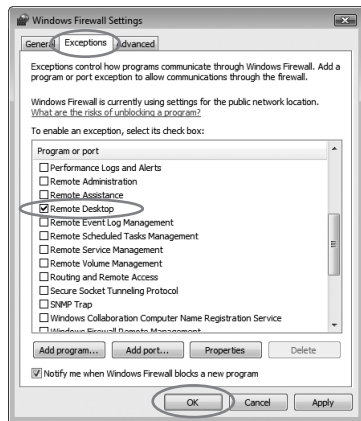 Windows Firewall Settings
General Exceptions Advanced
Exceptions control how programs communicate through Windows Firewall. Add a
program or port exception to allow communications through the firewall.
Windows Firewall is currently using settings for the public network location.
What are the risks of unblocking a program?
To enable an exception, select its check box:
Program or port
Performance Logs and Alerts
Remote Administration
Remote Assistance
Remote Desktop
Remote Event Log Management
Remote Scheduled Tasks Management
Remote Service Management
Remote Volume Management
Routing and Remote Access
Secure Socket Tunneling Protocol
SNMP Trap
Windows Collaboration Computer Name Registration Service
Windows Firewall Remote Management
Add program... Add port... Properties Delete
Notify me when Windows Firewall blocks a new program
OK Cancel Apply